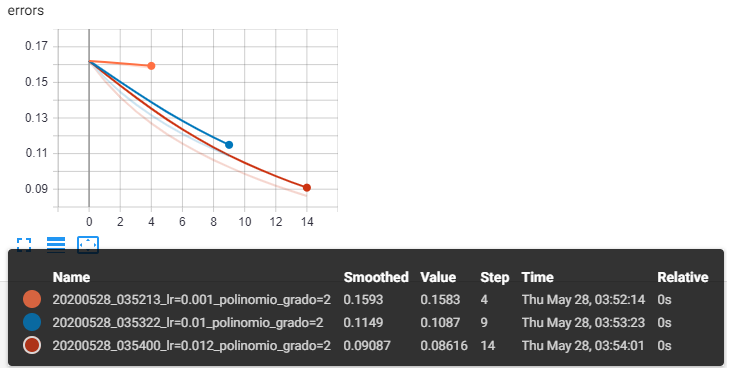 errors
0.17
0.15
0.13
0.11
0.09
0 2 4 6 8 10 12 14
Name Smoothed Value Step Time Relative
20200528_035213_lr=0.001_polinomio_grado=2 0.1593 0.1583 4 Thu May 28, 03:52:14 0s
20200528_035322_lr=0.01_polinomio_grado=2 0.1149 0.1087 9 Thu May 28, 03:53:23 0s
20200528_035400_lr=0.012_polinomio_grado=2 0.09087 0.08616 14 Thu May 28, 03:54:01 0s